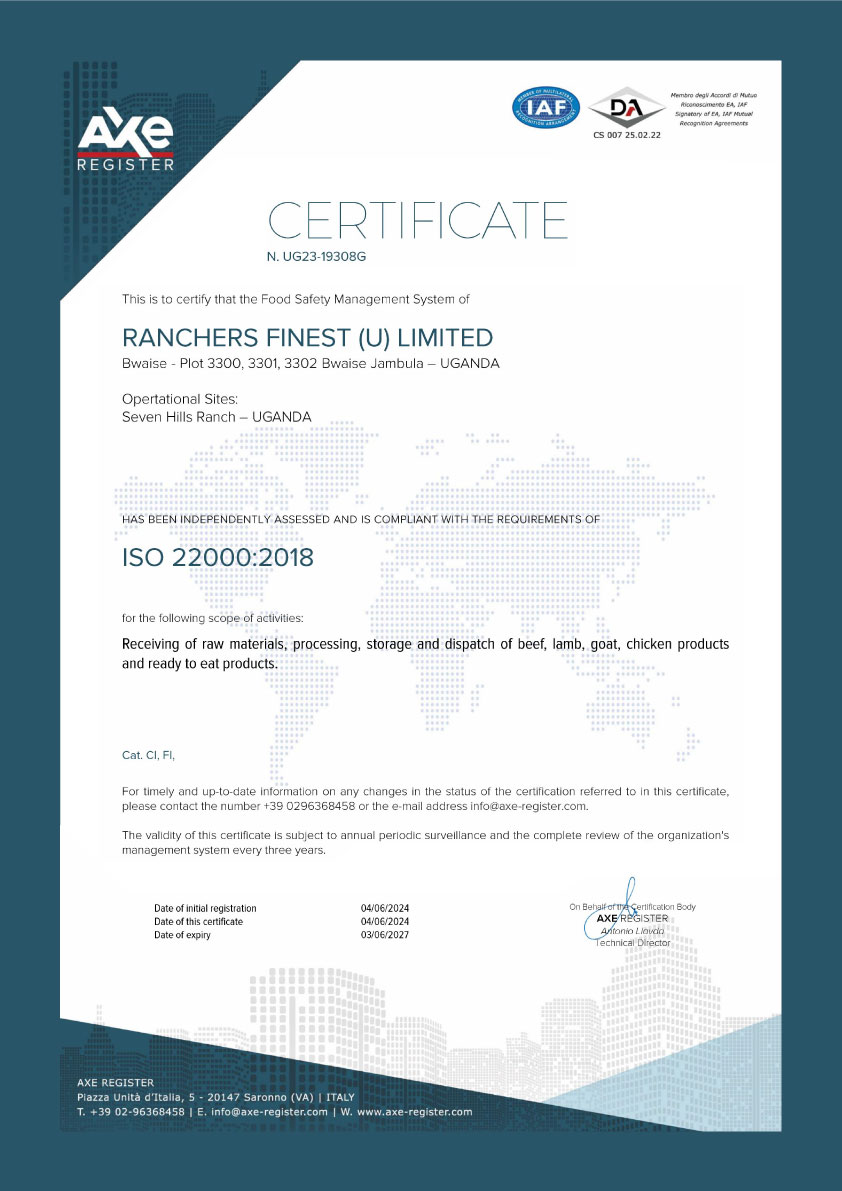 AXE
REGISTER
MEMBER OF MULTILATERAL
IAF
RECOGNITION ARRANGEMENT
DA
CS 007 25.02.22
Membro degli Accordi di Mutuo
Riconoscimento EA, IAF
Signatory of EA, IAF Mutual
Recognition Agreements
CERTIFICATE
N. UG23-19308G
This is to certify that the Food Safety Management System of
RANCHERS FINEST (U) LIMITED
Bwaise - Plot 3300, 3301, 3302 Bwaise Jambula – UGANDA
Opertational Sites:
Seven Hills Ranch – UGANDA
HAS BEEN INDEPENDENTLY ASSESSED AND IS COMPLIANT WITH THE REQUIREMENTS OF
ISO 22000:2018
for the following scope of activities:
Receiving of raw materials, processing, storage and dispatch of beef, lamb, goat, chicken products
and ready to eat products.
Cat. CI, FI,
For timely and up-to-date information on any changes in the status of the certification referred to in this certificate,
please contact the number +39 0296368458 or the e-mail address info@axe-register.com.
The validity of this certificate is subject to annual periodic surveillance and the complete review of the organization's
management system every three years.
Date of initial registration 04/06/2024
Date of this certificate 04/06/2024
Date of expiry 03/06/2027
On Behalf of the Certification Body
AXE REGISTER
Antonio Llavdo
Technical Director
AXE REGISTER
Piazza Unità d'Italia, 5 - 20147 Saronno (VA) | ITALY
T. +39 02-96368458 | E. info@axe-register.com | W. www.axe-register.com